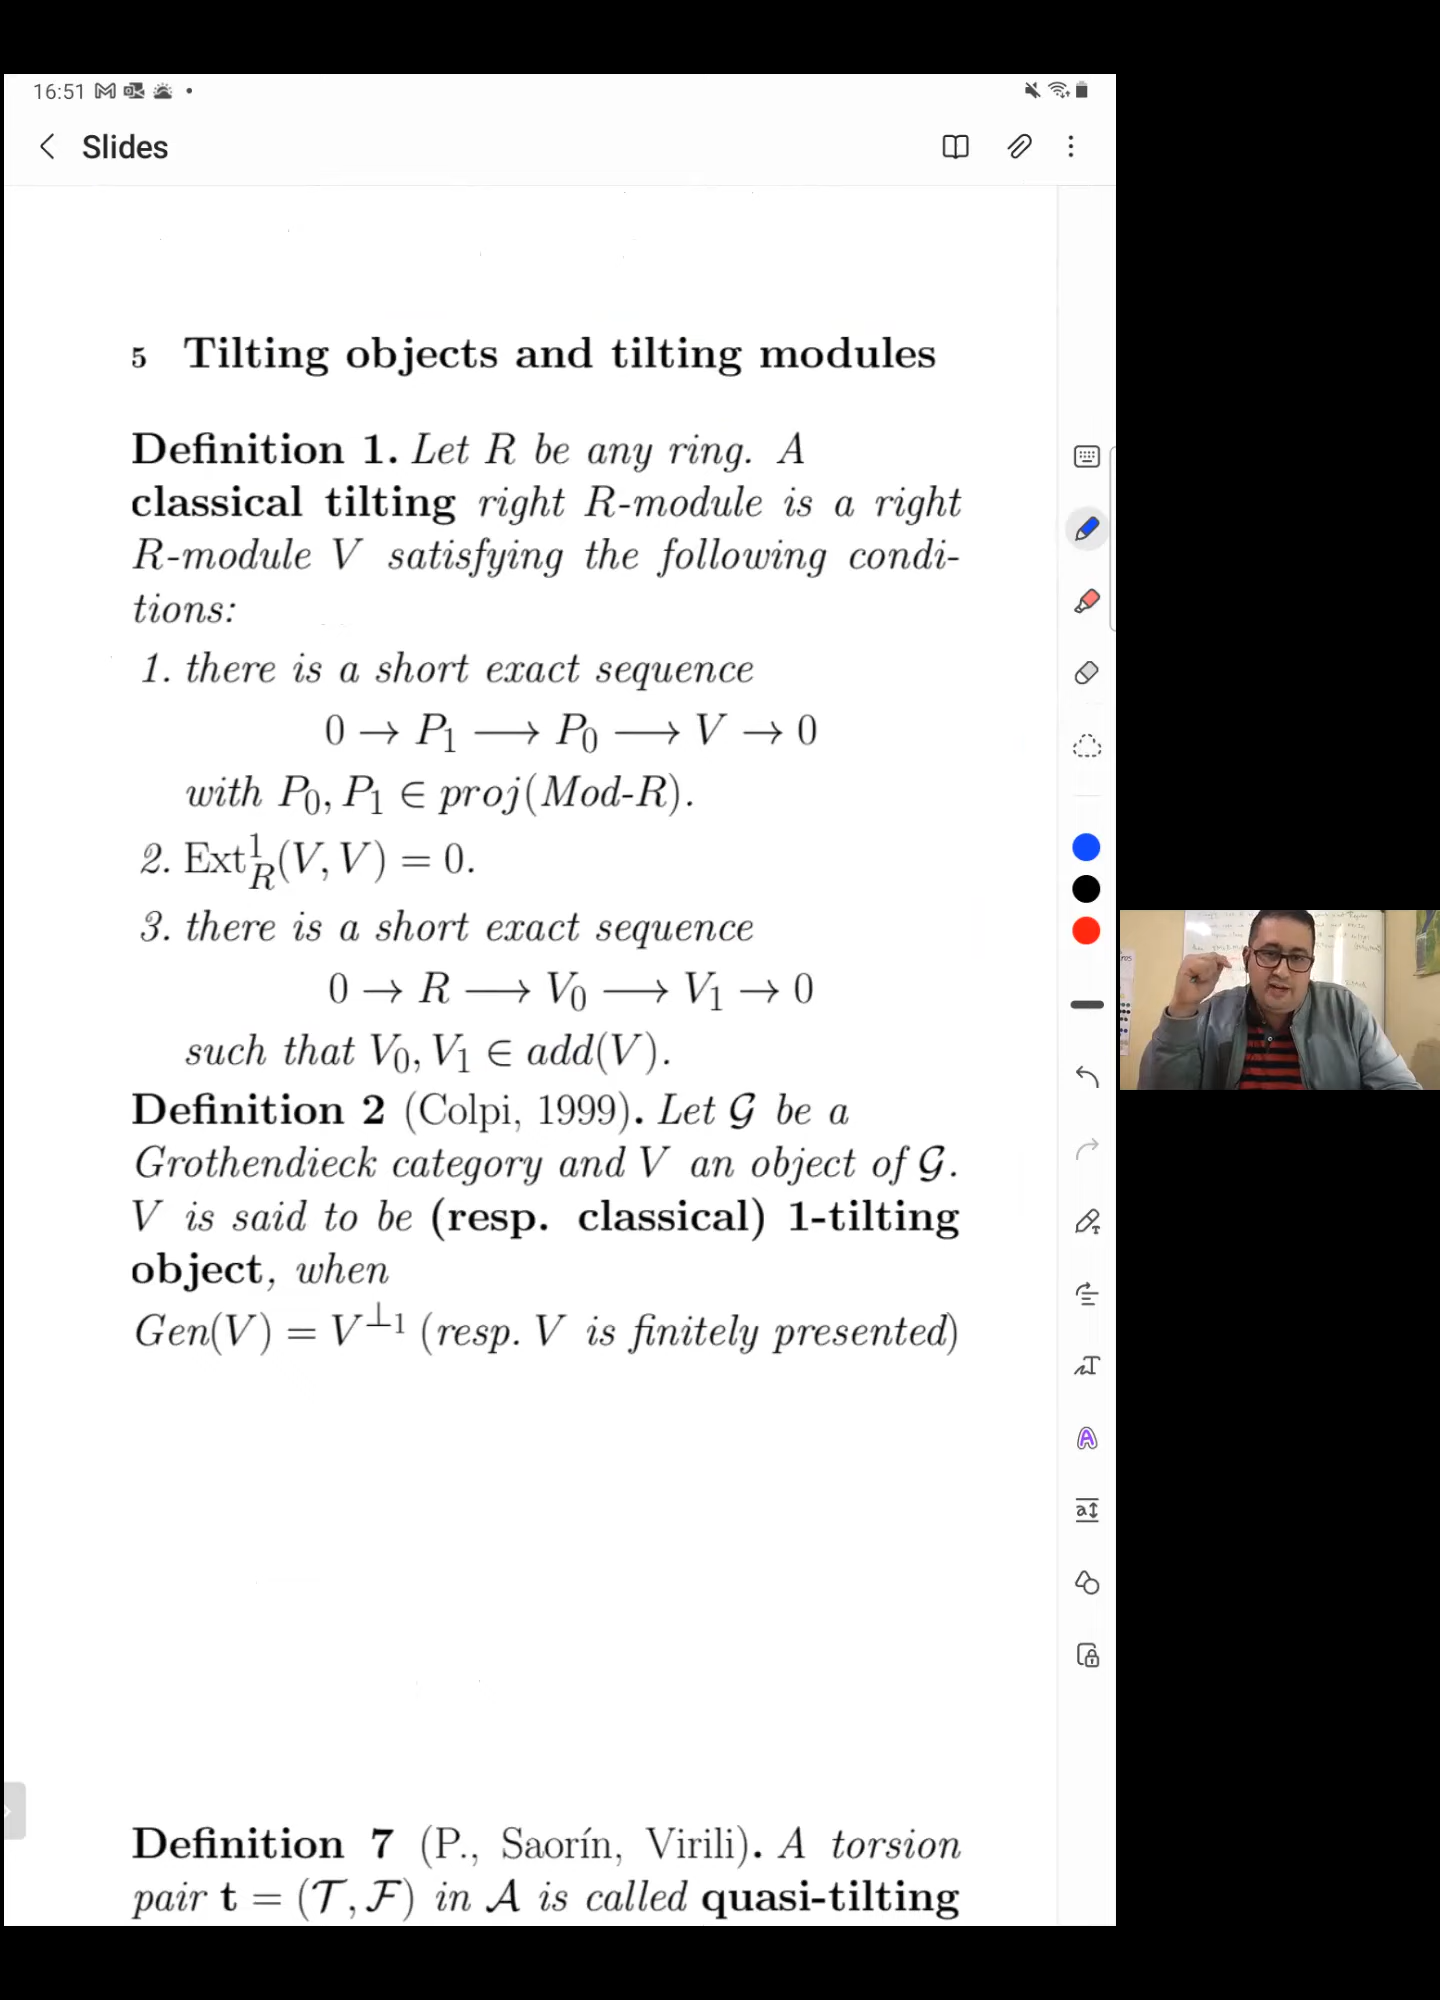 16:51
Slides
5 Tilting objects and tilting modules
Definition 1. Let R be any ring. A
classical tilting right R-module is a right
R-module V satisfying the following condi-
tions:
1. there is a short exact sequence
0 → P₁ ⟶ P₀ ⟶ V → 0
with P₀, P₁ ∈ proj(Mod-R).
2. Ext¹_R(V, V) = 0.
3. there is a short exact sequence
0 → R ⟶ V₀ ⟶ V₁ → 0
such that V₀, V₁ ∈ add(V).
Definition 2 (Colpi, 1999). Let 𝒢 be a
Grothendieck category and V an object of 𝒢.
V is said to be (resp. classical) 1-tilting
object, when
Gen(V) = V^⊥₁ (resp. V is finitely presented)
Definition 7 (P., Saorín, Virili). A torsion
pair t = (𝒯, ℱ) in 𝒜 is called quasi-tilting